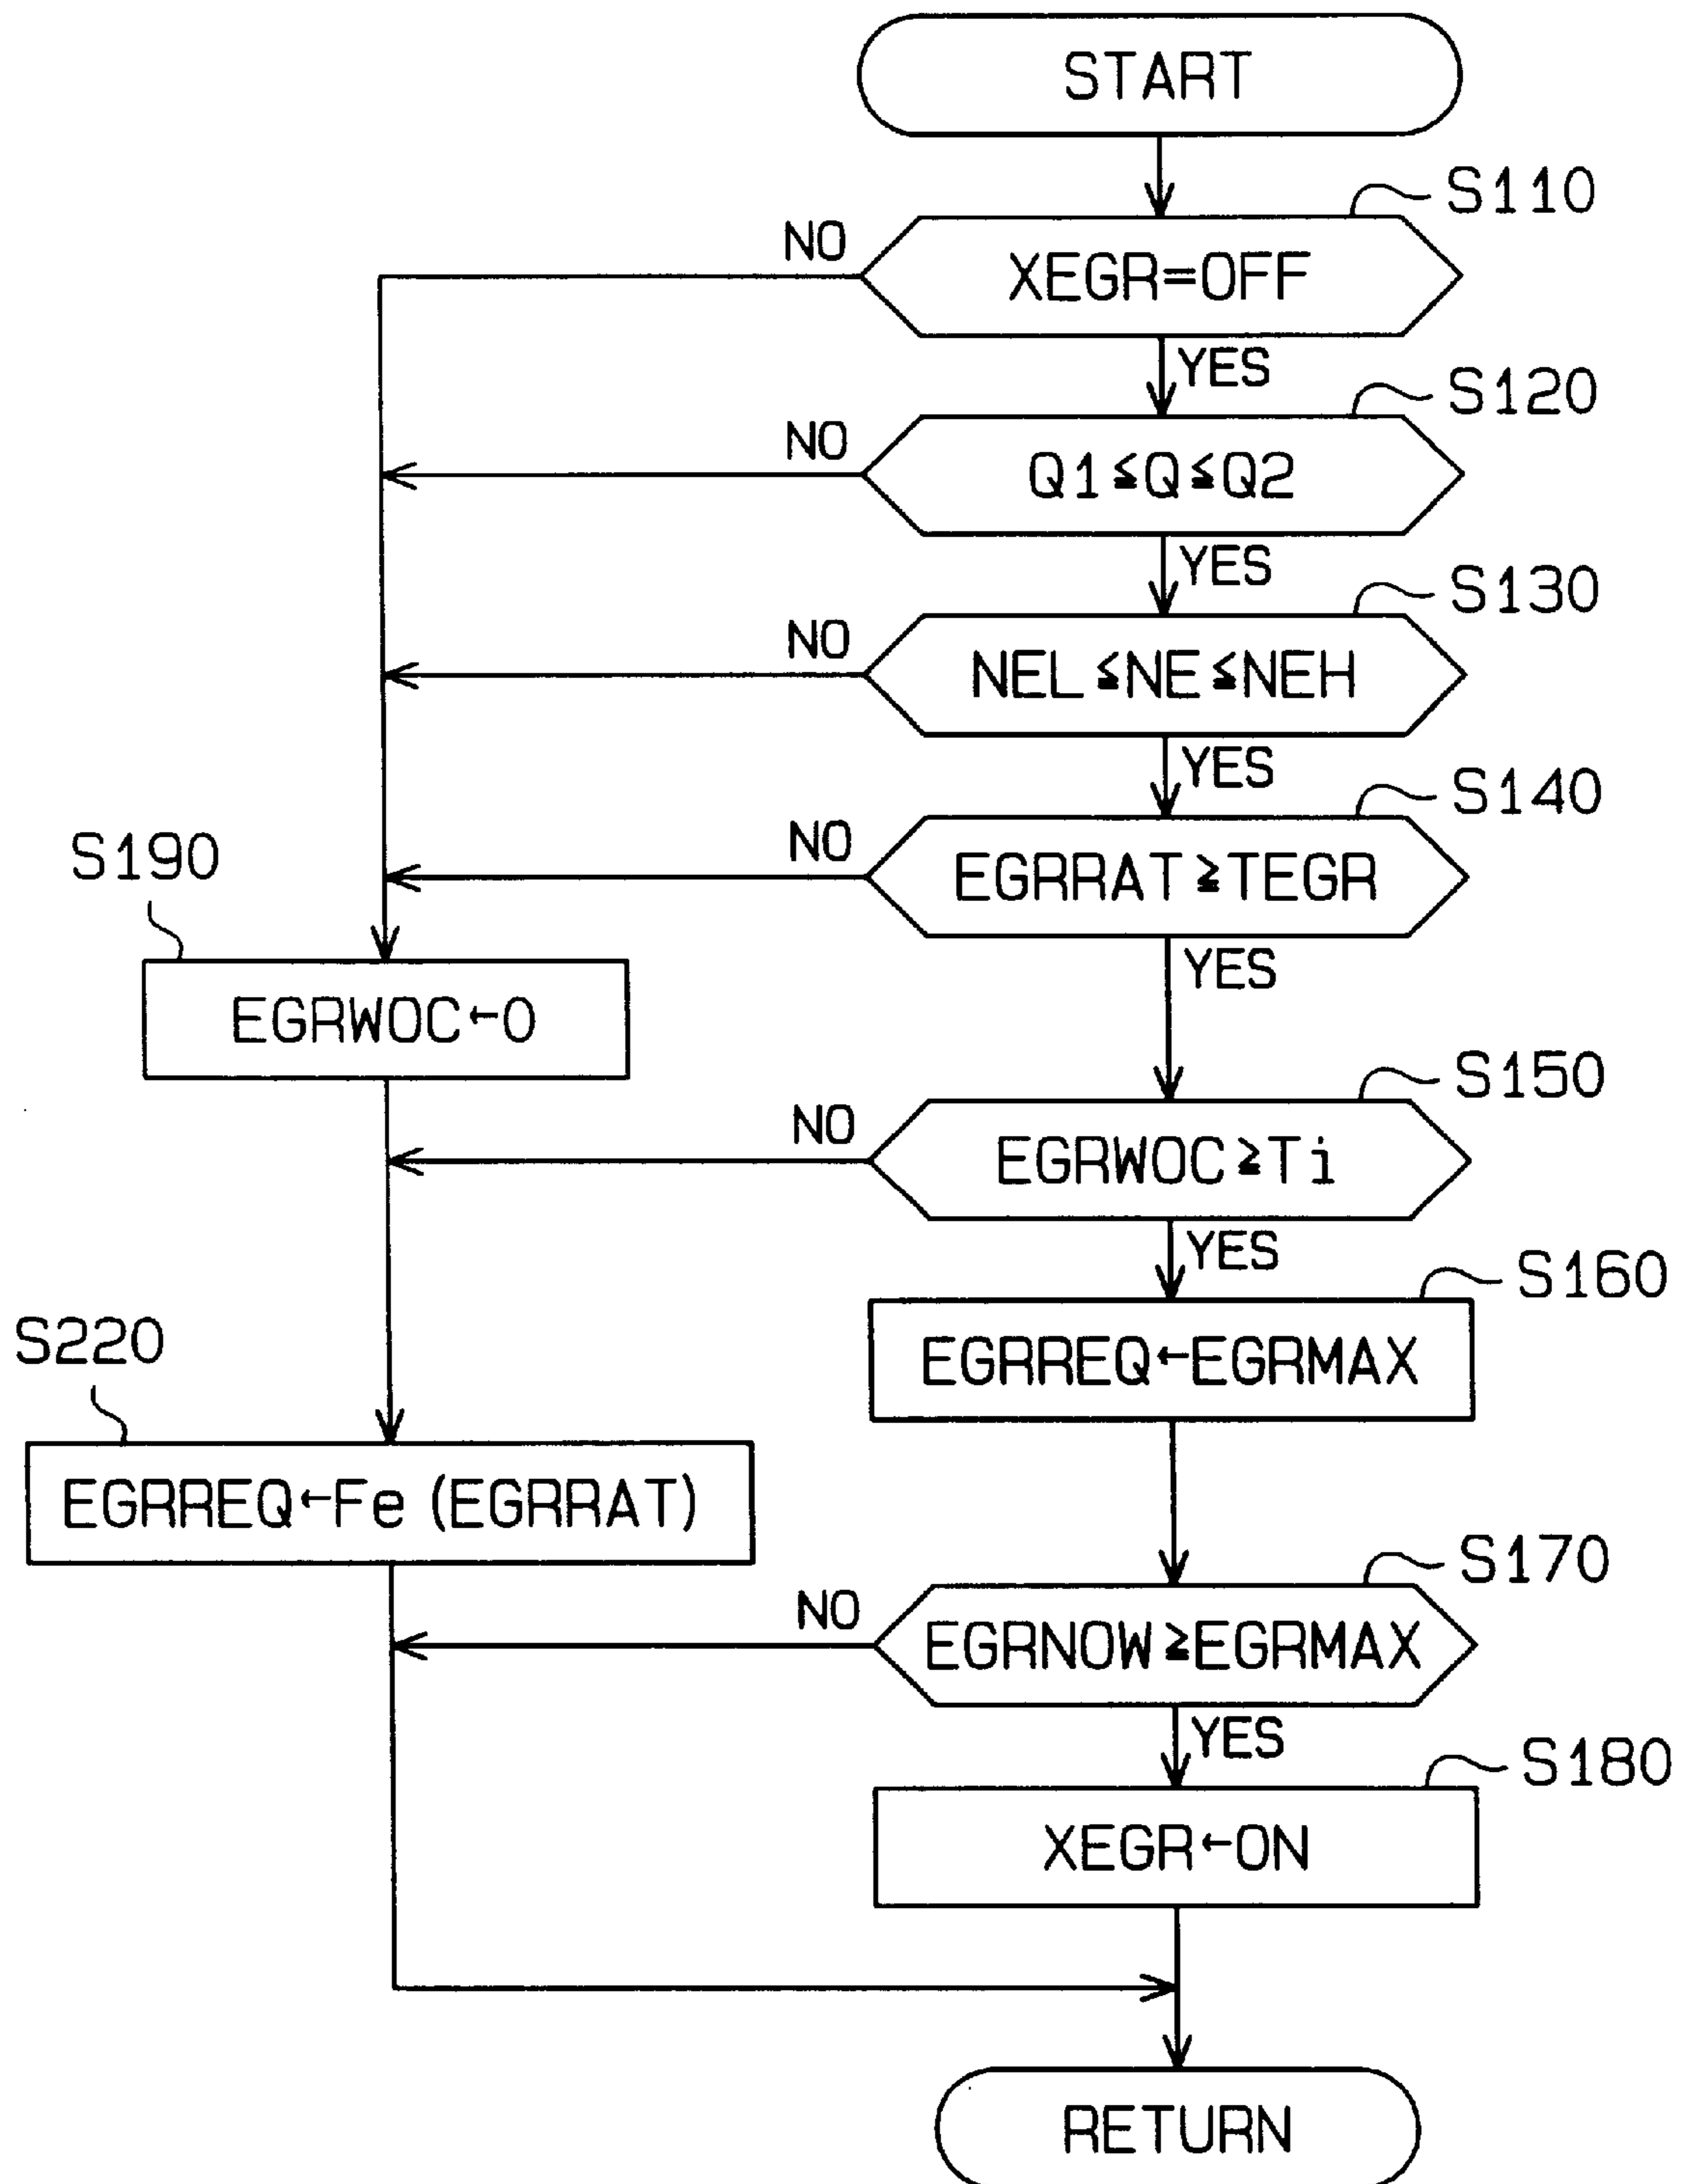 START
S110
NO
XEGR=OFF
YES
S120
NO
Q1≦Q≦Q2
YES
S130
NO
NEL≦NE≦NEH
YES
S140
NO
EGRRAT≧TEGR
YES
S190
EGRWOC←0
S150
NO
EGRWOC≧Ti
YES
S160
EGRREQ←EGRMAX
S220
EGRREQ←Fe (EGRRAT)
S170
NO
EGRNOW≧EGRMAX
YES
S180
XEGR←ON
RETURN